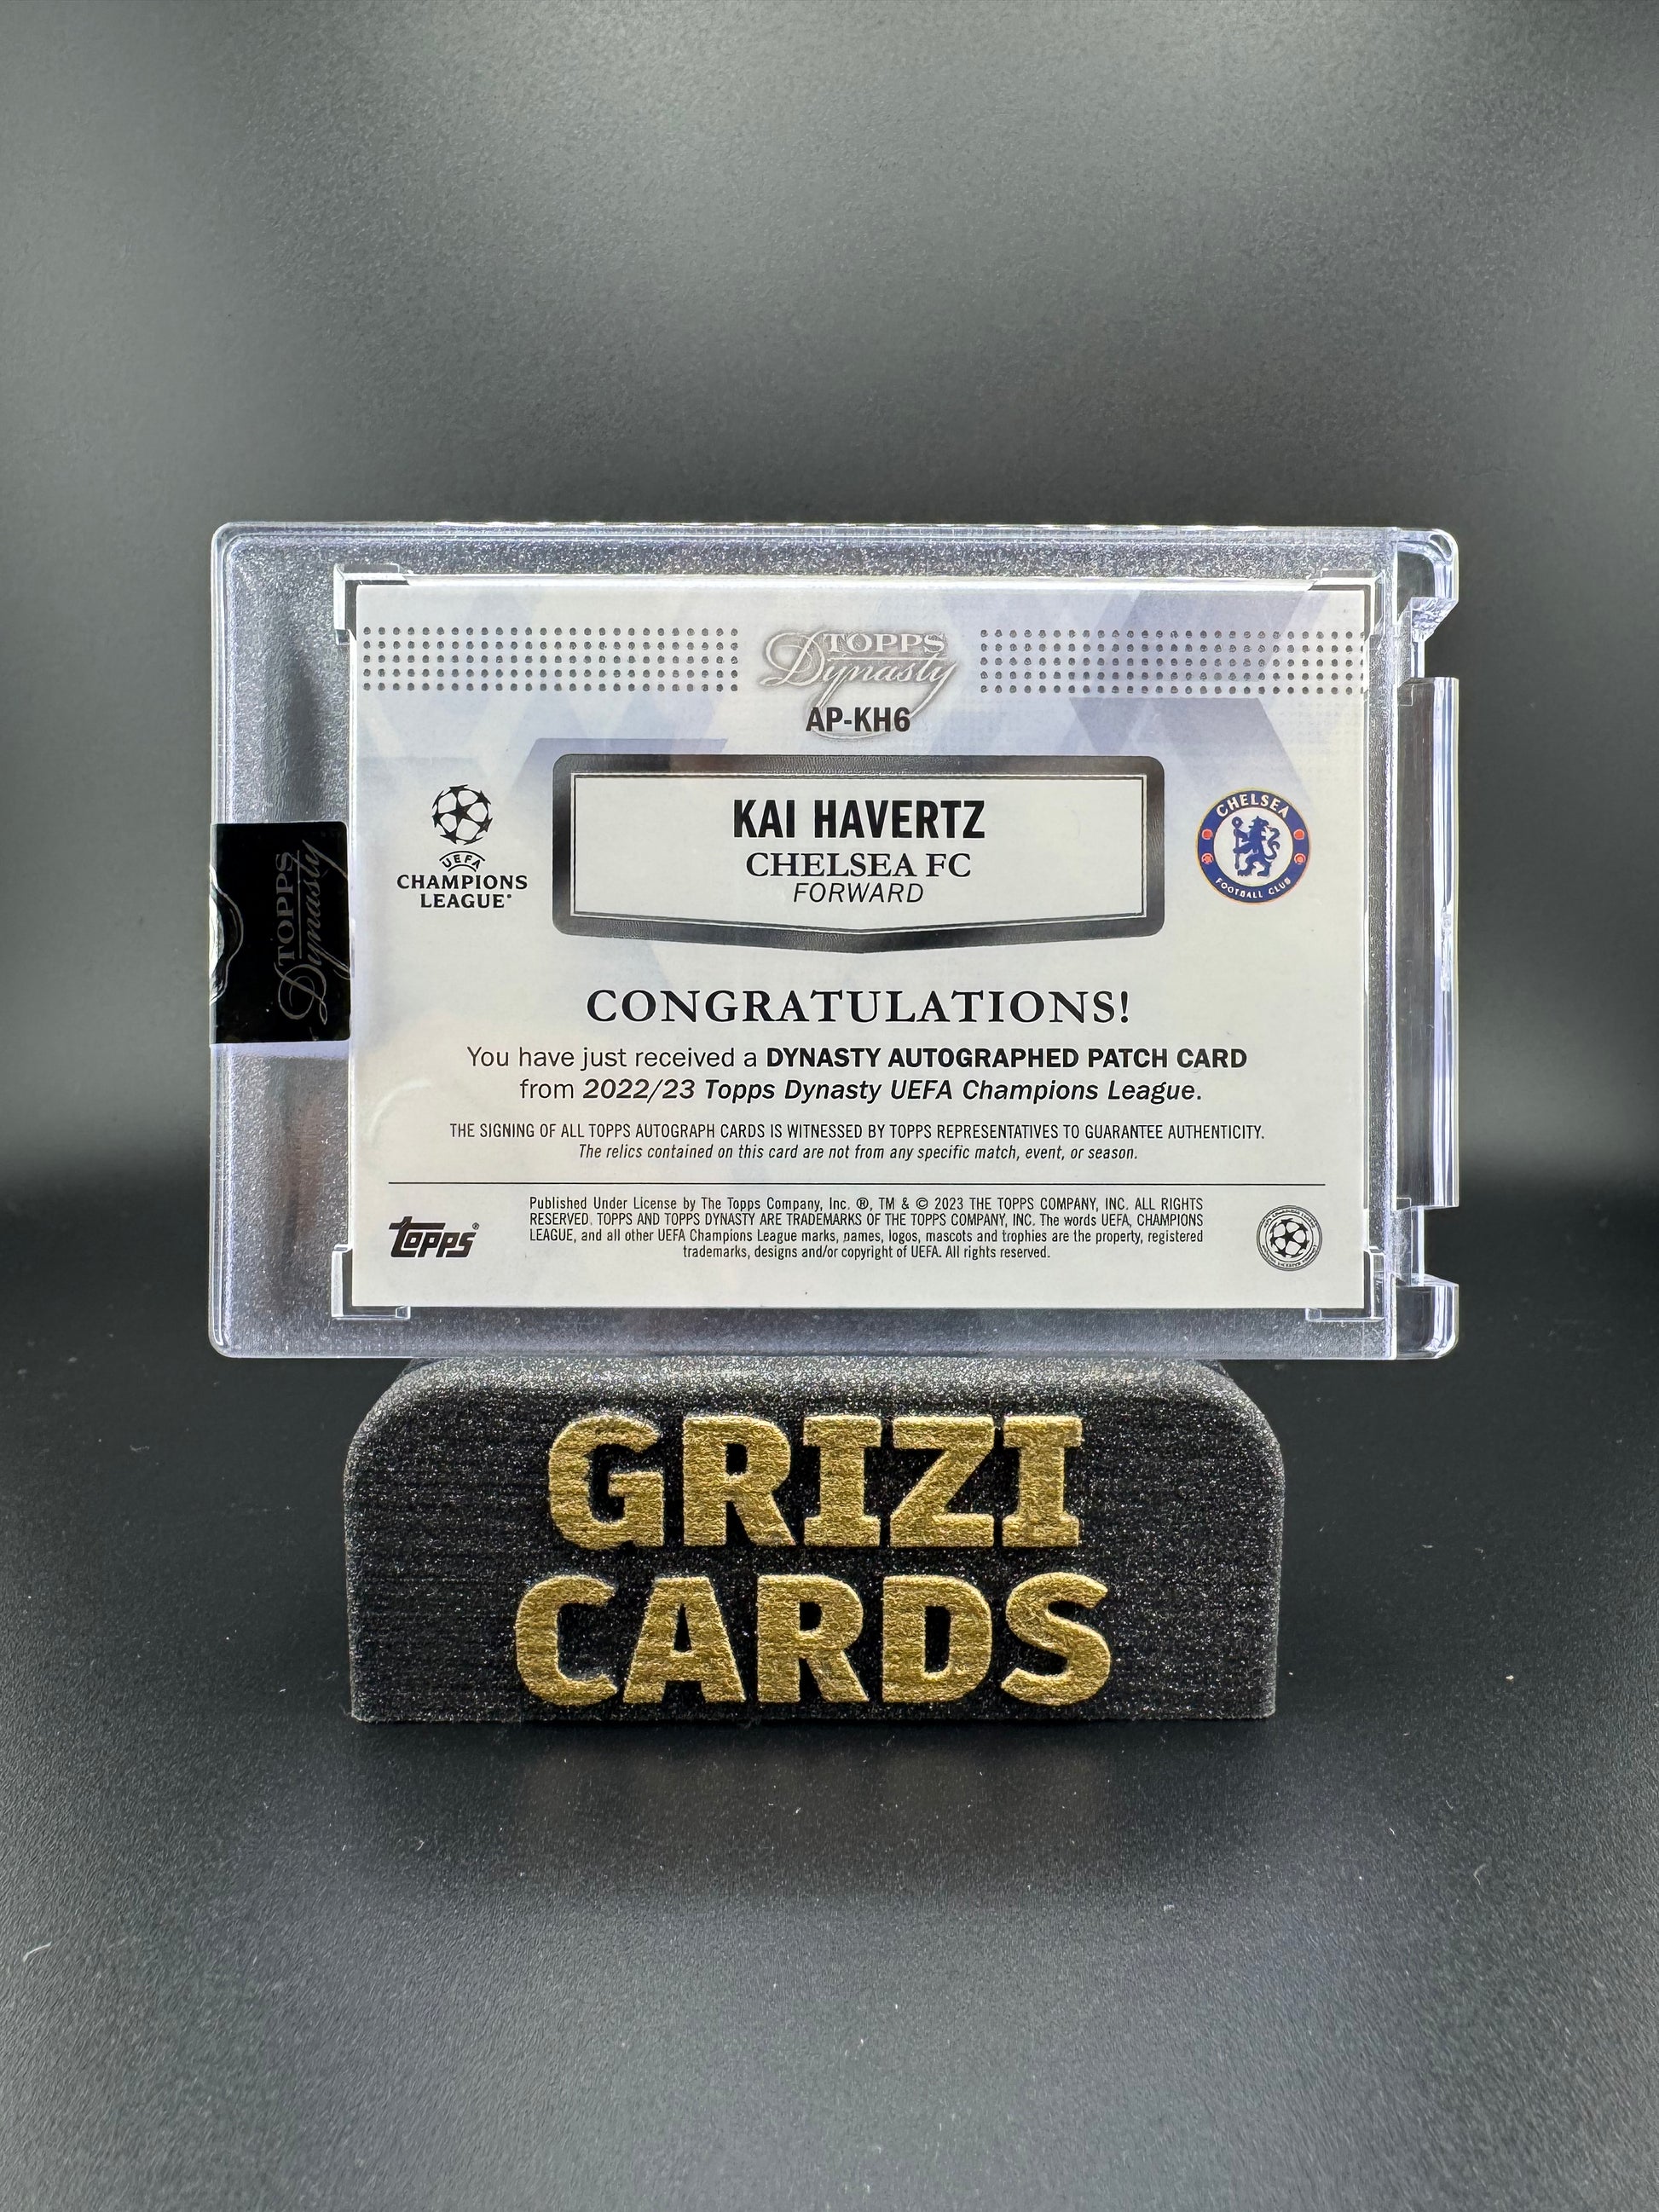 TOPPS
Dynasty
AP-KH6
KAI HAVERTZ
CHELSEA FC
FORWARD
UEFA
CHAMPIONS
LEAGUE®
CHELSEA
FOOTBALL CLUB
TOPPS
Dynasty
CONGRATULATIONS!
You have just received a DYNASTY AUTOGRAPHED PATCH CARD
from 2022/23 Topps Dynasty UEFA Champions League.
THE SIGNING OF ALL TOPPS AUTOGRAPH CARDS IS WITNESSED BY TOPPS REPRESENTATIVES TO GUARANTEE AUTHENTICITY.
The relics contained on this card are not from any specific match, event, or season.
Published Under License by The Topps Company, Inc. ®, TM & © 2023 THE TOPPS COMPANY, INC. ALL RIGHTS
RESERVED. TOPPS AND TOPPS DYNASTY ARE TRADEMARKS OF THE TOPPS COMPANY, INC. The words UEFA, CHAMPIONS
LEAGUE, and all other UEFA Champions League marks, names, logos, mascots and trophies are the property, registered
trademarks, designs and/or copyright of UEFA. All rights reserved.
topps®
GRIZI
CARDS